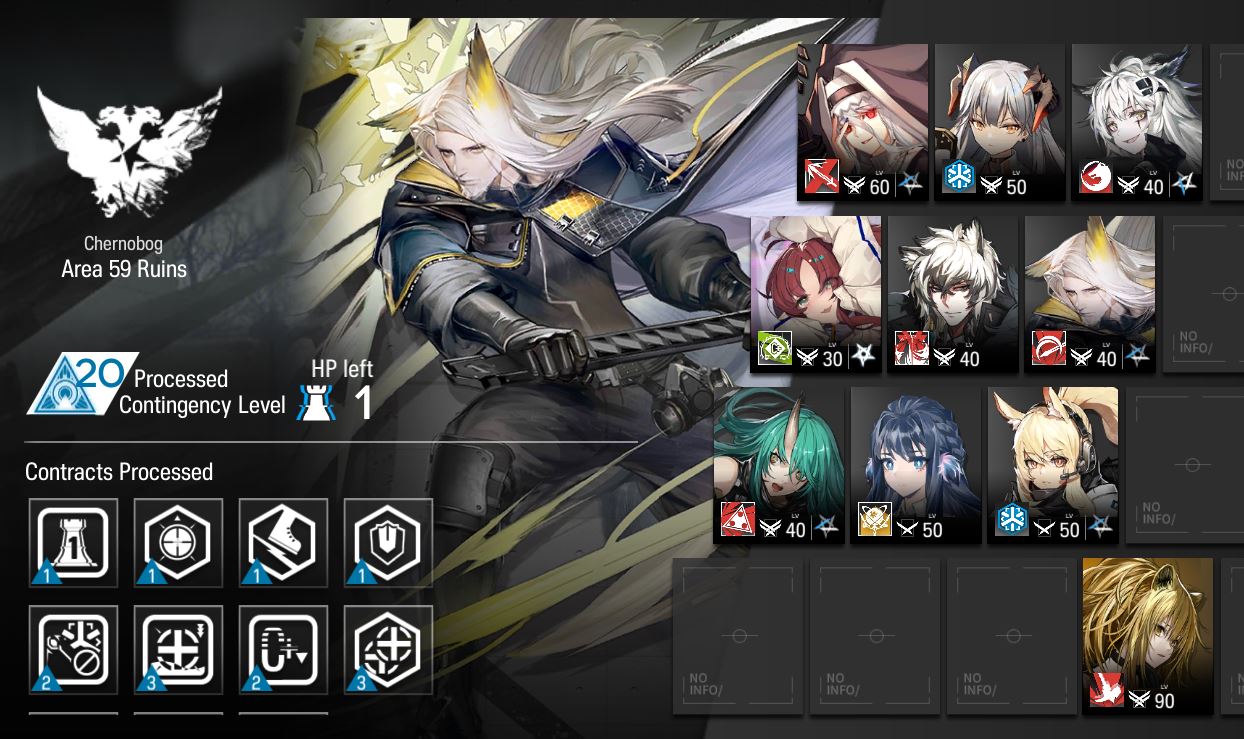 Chernobog
Area 59 Ruins
20
Processed
Contingency Level
HP left
1
Contracts Processed
1
1
1
1
1
2
3
2
3
LV
60
LV
50
LV
40
NO
INF
LV
30
LV
40
LV
40
NO
INFO/
LV
40
LV
50
LV
50
NO
INFO/
NO
INFO/
NO
INFO/
NO
INFO/
LV
90